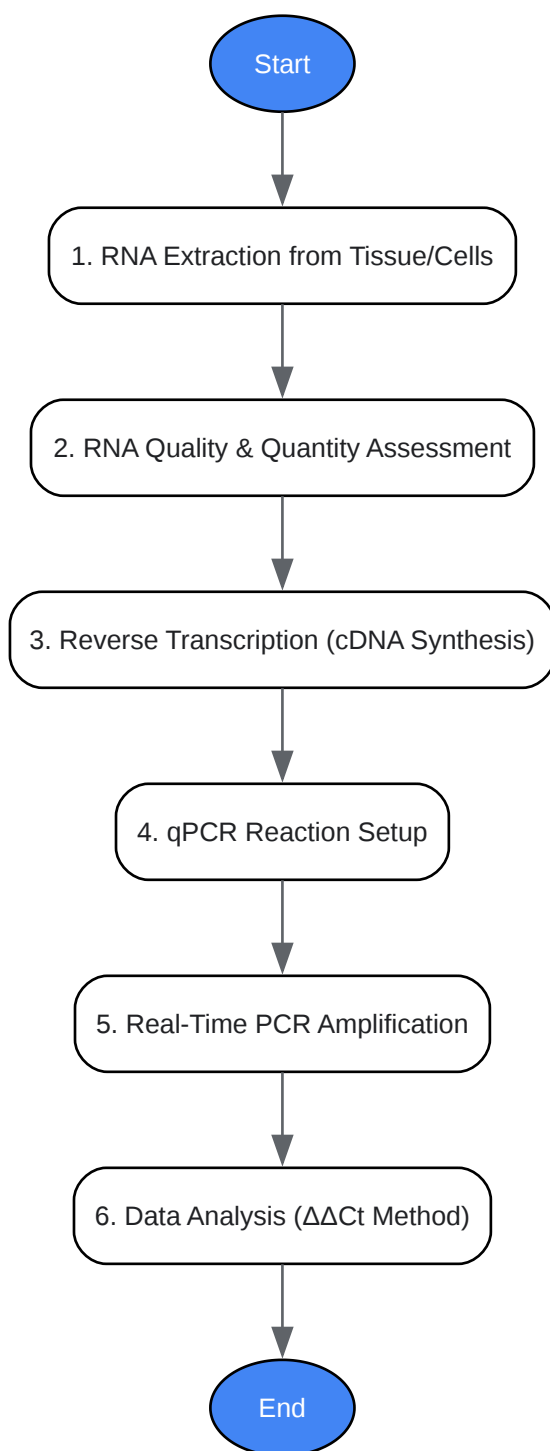 Start
1. RNA Extraction from Tissue/Cells
2. RNA Quality & Quantity Assessment
3. Reverse Transcription (cDNA Synthesis)
4. qPCR Reaction Setup
5. Real-Time PCR Amplification
6. Data Analysis (ΔΔCt Method)
End